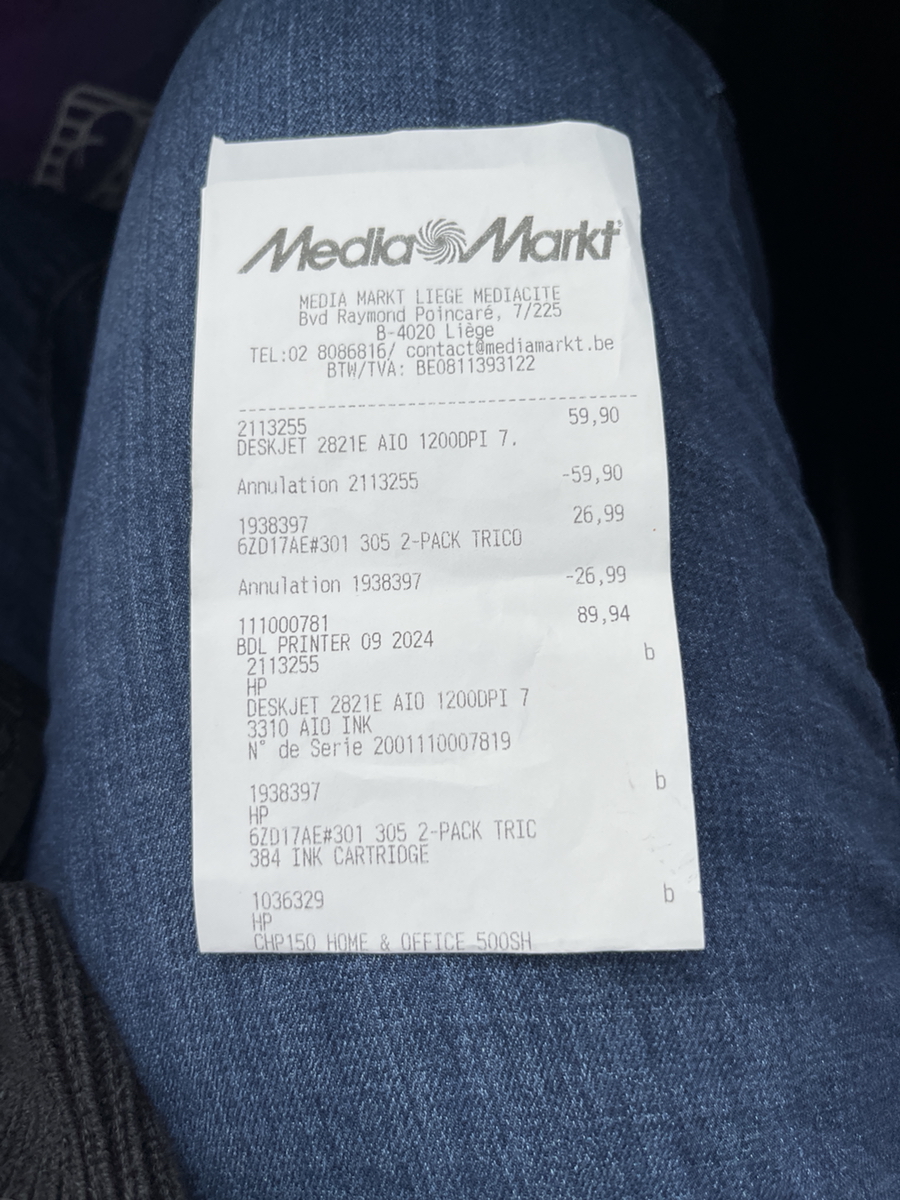 Media Markt
MEDIA MARKT LIEGE MEDIACITE
Bvd Raymond Poincaré, 7/225
B-4020 Liège
TEL:02 8086816/ contact@mediamarkt.be
BTW/TVA: BE0811393122
2113255 59,90
DESKJET 2821E AIO 1200DPI 7.
Annulation 2113255 -59,90
1938397 26,99
6ZD17AE#301 305 2-PACK TRICO
Annulation 1938397 -26,99
111000781 89,94
BDL PRINTER 09 2024
2113255 b
HP
DESKJET 2821E AIO 1200DPI 7
3310 AIO INK
N° de Serie 2001110007819
1938397 b
HP
6ZD17AE#301 305 2-PACK TRIC
384 INK CARTRIDGE
1036329 b
HP
CHP150 HOME & OFFICE 500SH